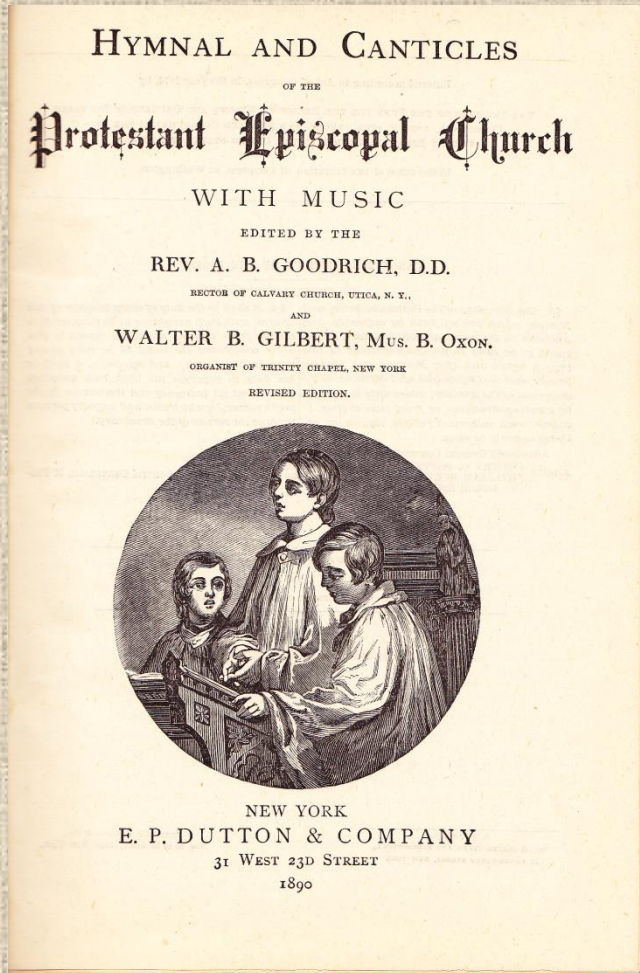 HYMNAL AND CANTICLES
OF THE
Protestant Episcopal Church
WITH MUSIC
EDITED BY THE
REV. A. B. GOODRICH, D.D.
RECTOR OF CALVARY CHURCH, UTICA, N. Y.,
AND
WALTER B. GILBERT, MUS. B. OXON.
ORGANIST OF TRINITY CHAPEL, NEW YORK
REVISED EDITION.
NEW YORK
E. P. DUTTON & COMPANY
31 WEST 23D STREET
1890